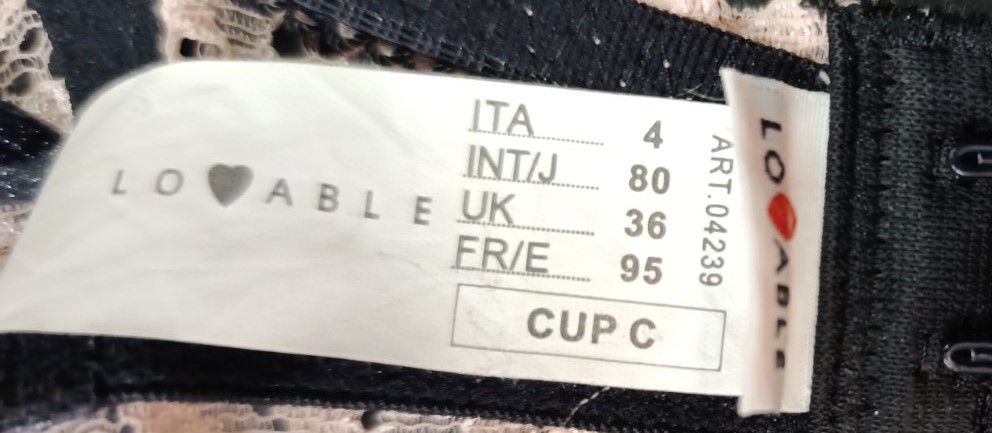 LO♥ABLE
ITA 4
INT/J 80
UK 36
FR/E 95
CUP C
ART.04239
LO♥ABLE